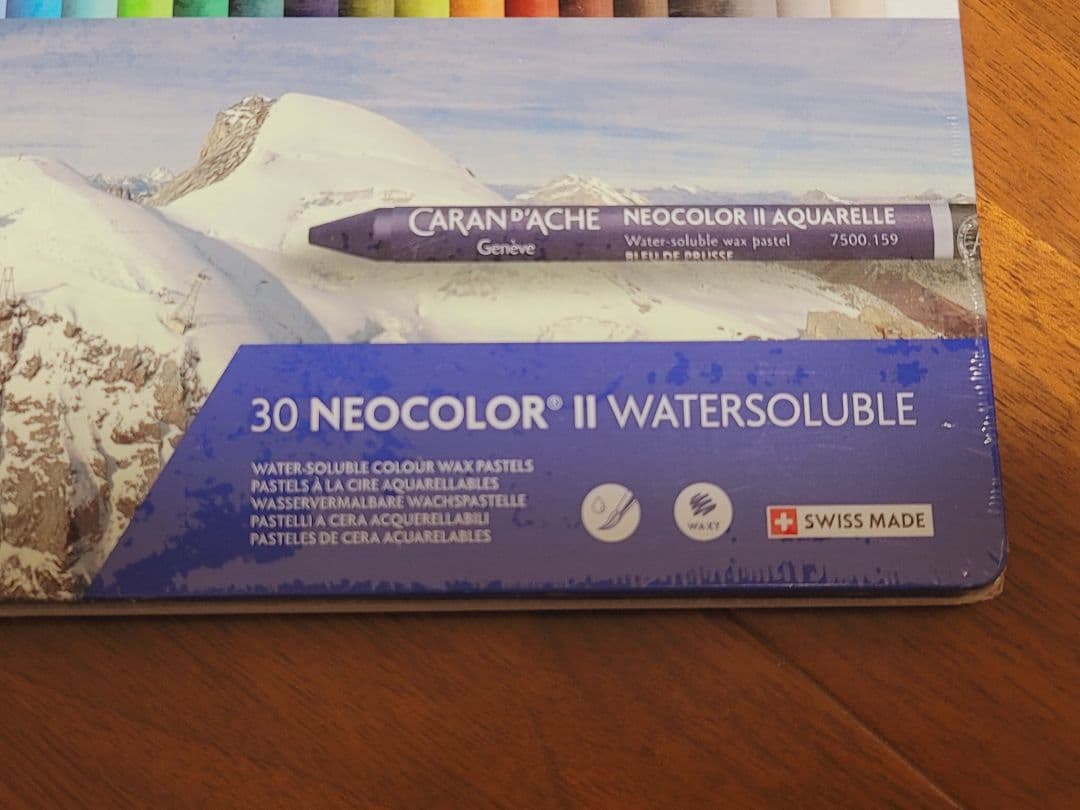 CARAN D'ACHE
Genève
NEOCOLOR II AQUARELLE
Water-soluble wax pastel 7500.159
BLEU DE PRUSSE
30 NEOCOLOR® II WATERSOLUBLE
WATER-SOLUBLE COLOUR WAX PASTELS
PASTELS À LA CIRE AQUARELLABLES
WASSERVERMALBARE WACHSPASTELLE
PASTELLI A CERA ACQUERELLABILI
PASTELES DE CERA ACUARELABLES
WAXY
SWISS MADE